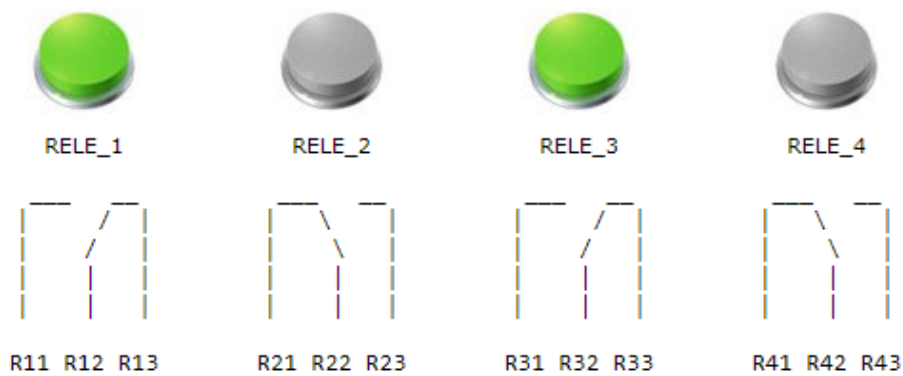 RELE_1 RELE_2 RELE_3 RELE_4
R11 R12 R13 R21 R22 R23 R31 R32 R33 R41 R42 R43